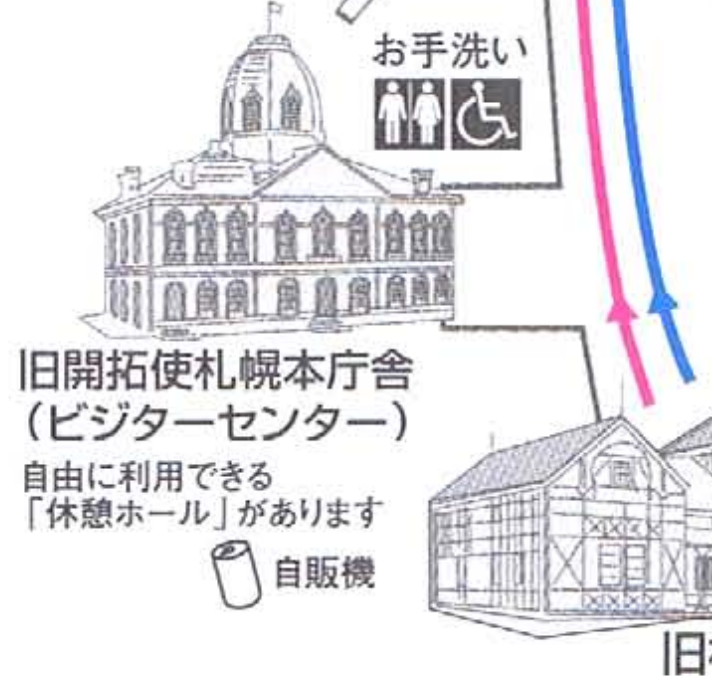 お手洗い
旧開拓使札幌本庁舎
（ビジターセンター）
自由に利用できる
「休憩ホール」があります
自販機
旧